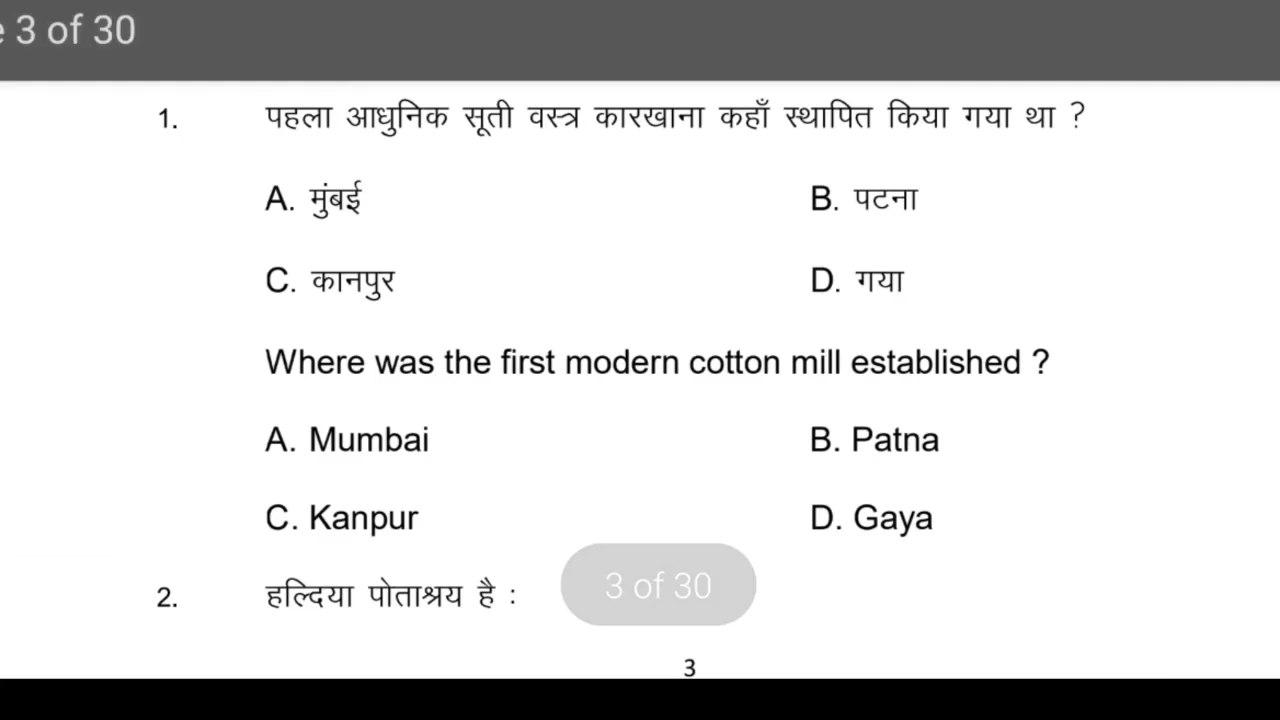 3 of 30
1. पहला आधुनिक सूती वस्त्र कारखाना कहाँ स्थापित किया गया था ?
A. मुंबई B. पटना
C. कानपुर D. गया
Where was the first modern cotton mill established ?
A. Mumbai B. Patna
C. Kanpur D. Gaya
2. हल्दिया पोताश्रय है :
3 of 30
3